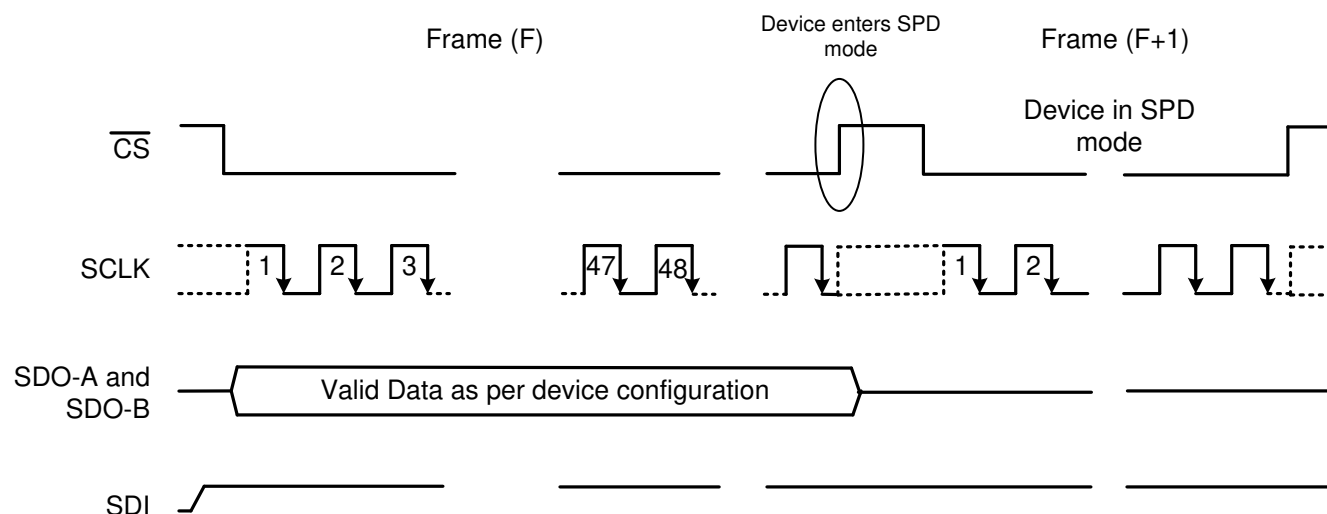 Frame (F)
Device enters SPD
mode
Frame (F+1)
CS
Device in SPD
mode
SCLK
1
2
3
47
48
1
2
SDO-A and
SDO-B
Valid Data as per device configuration
SDI